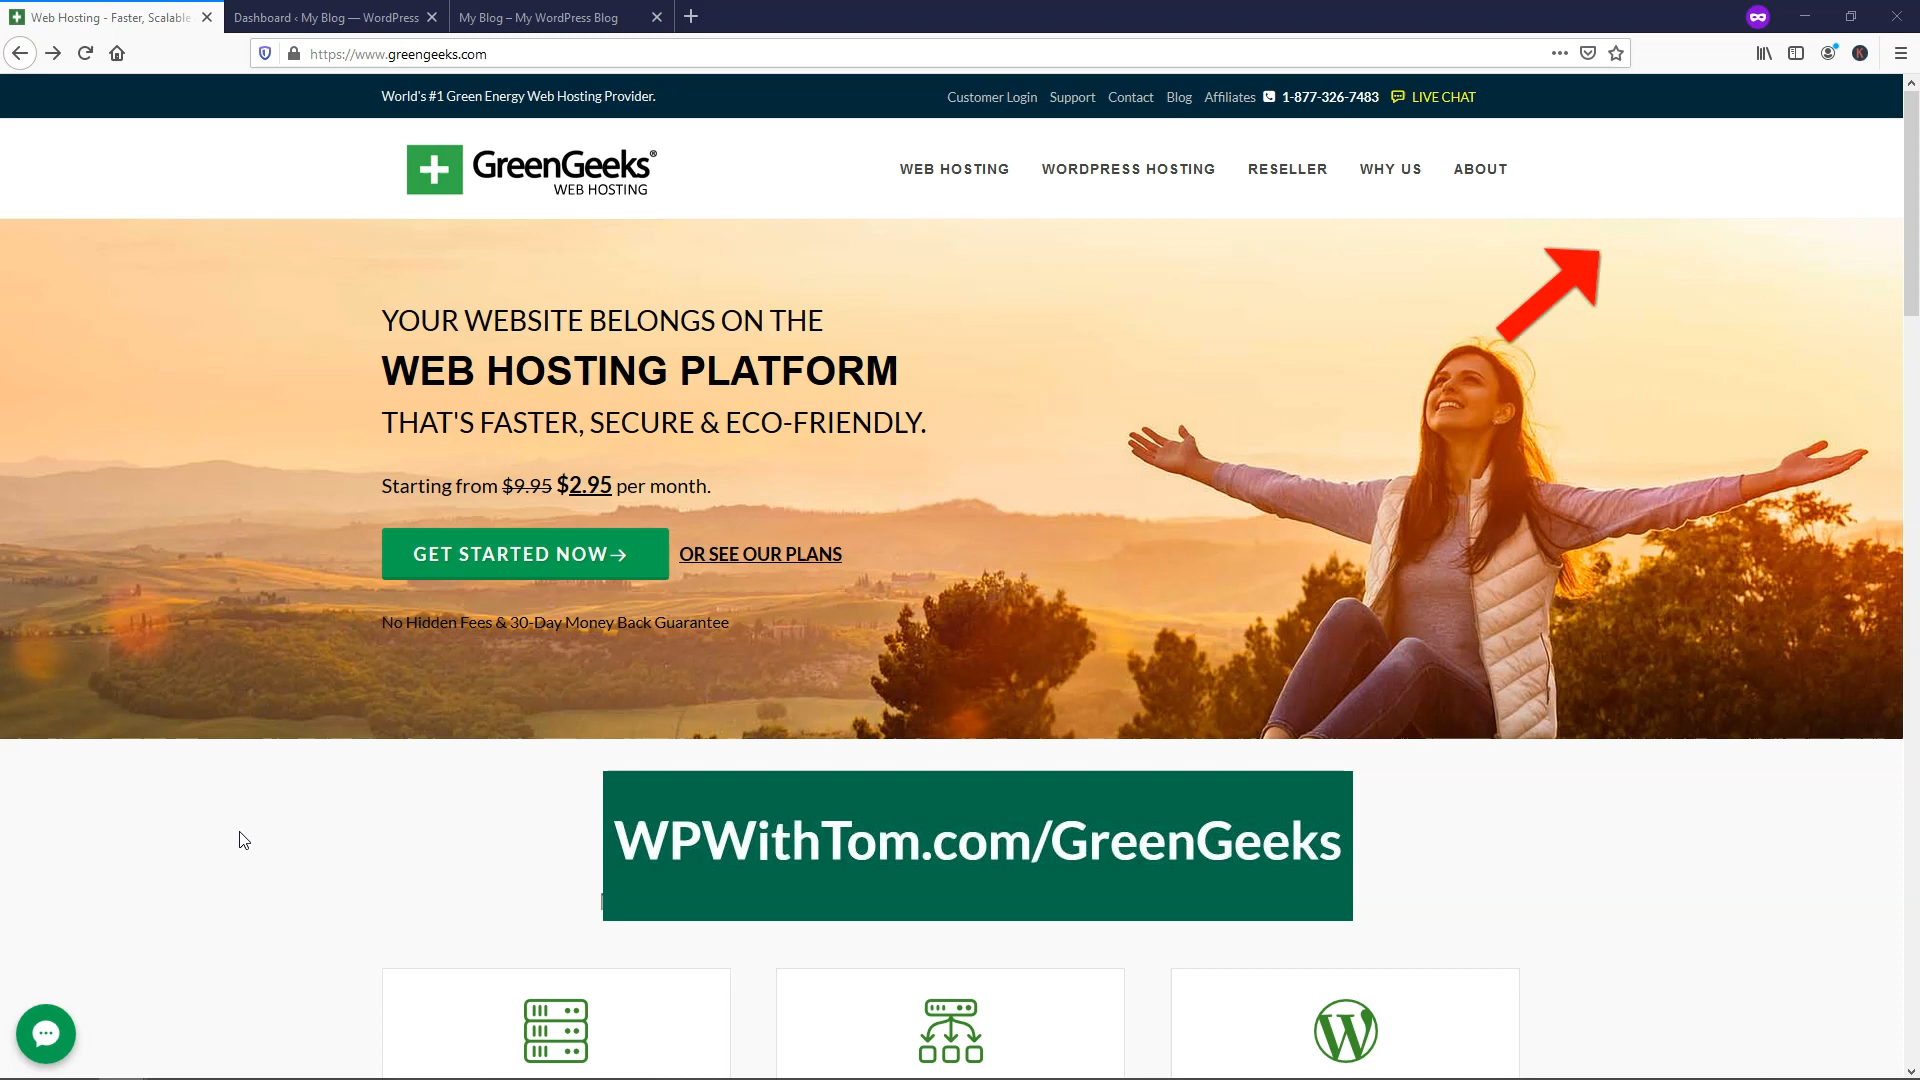 Web Hosting - Faster, Scalable
Dashboard ‹ My Blog — WordPress
My Blog – My WordPress Blog
https://www.greengeeks.com
K
World's #1 Green Energy Web Hosting Provider.
Customer Login Support Contact Blog Affiliates 1-877-326-7483 LIVE CHAT
GreenGeeks®
WEB HOSTING
WEB HOSTING WORDPRESS HOSTING RESELLER WHY US ABOUT
YOUR WEBSITE BELONGS ON THE
WEB HOSTING PLATFORM
THAT'S FASTER, SECURE & ECO-FRIENDLY.
Starting from $9.95 $2.95 per month.
GET STARTED NOW→ OR SEE OUR PLANS
No Hidden Fees & 30-Day Money Back Guarantee
WPWithTom.com/GreenGeeks